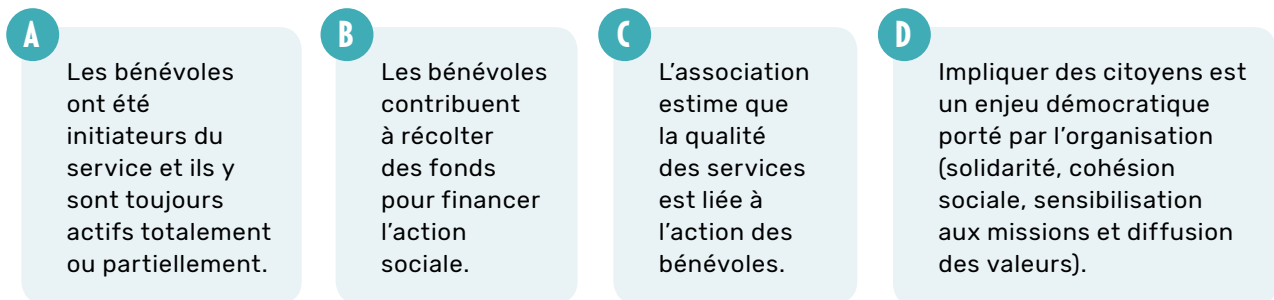 A
Les bénévoles
ont été
initiateurs du
service et ils y
sont toujours
actifs totalement
ou partiellement.
B
Les bénévoles
contribuent
à récolter
des fonds
pour financer
l’action
sociale.
C
L’association
estime que
la qualité
des services
est liée à
l’action des
bénévoles.
D
Impliquer des citoyens est
un enjeu démocratique
porté par l’organisation
(solidarité, cohésion
sociale, sensibilisation
aux missions et diffusion
des valeurs).